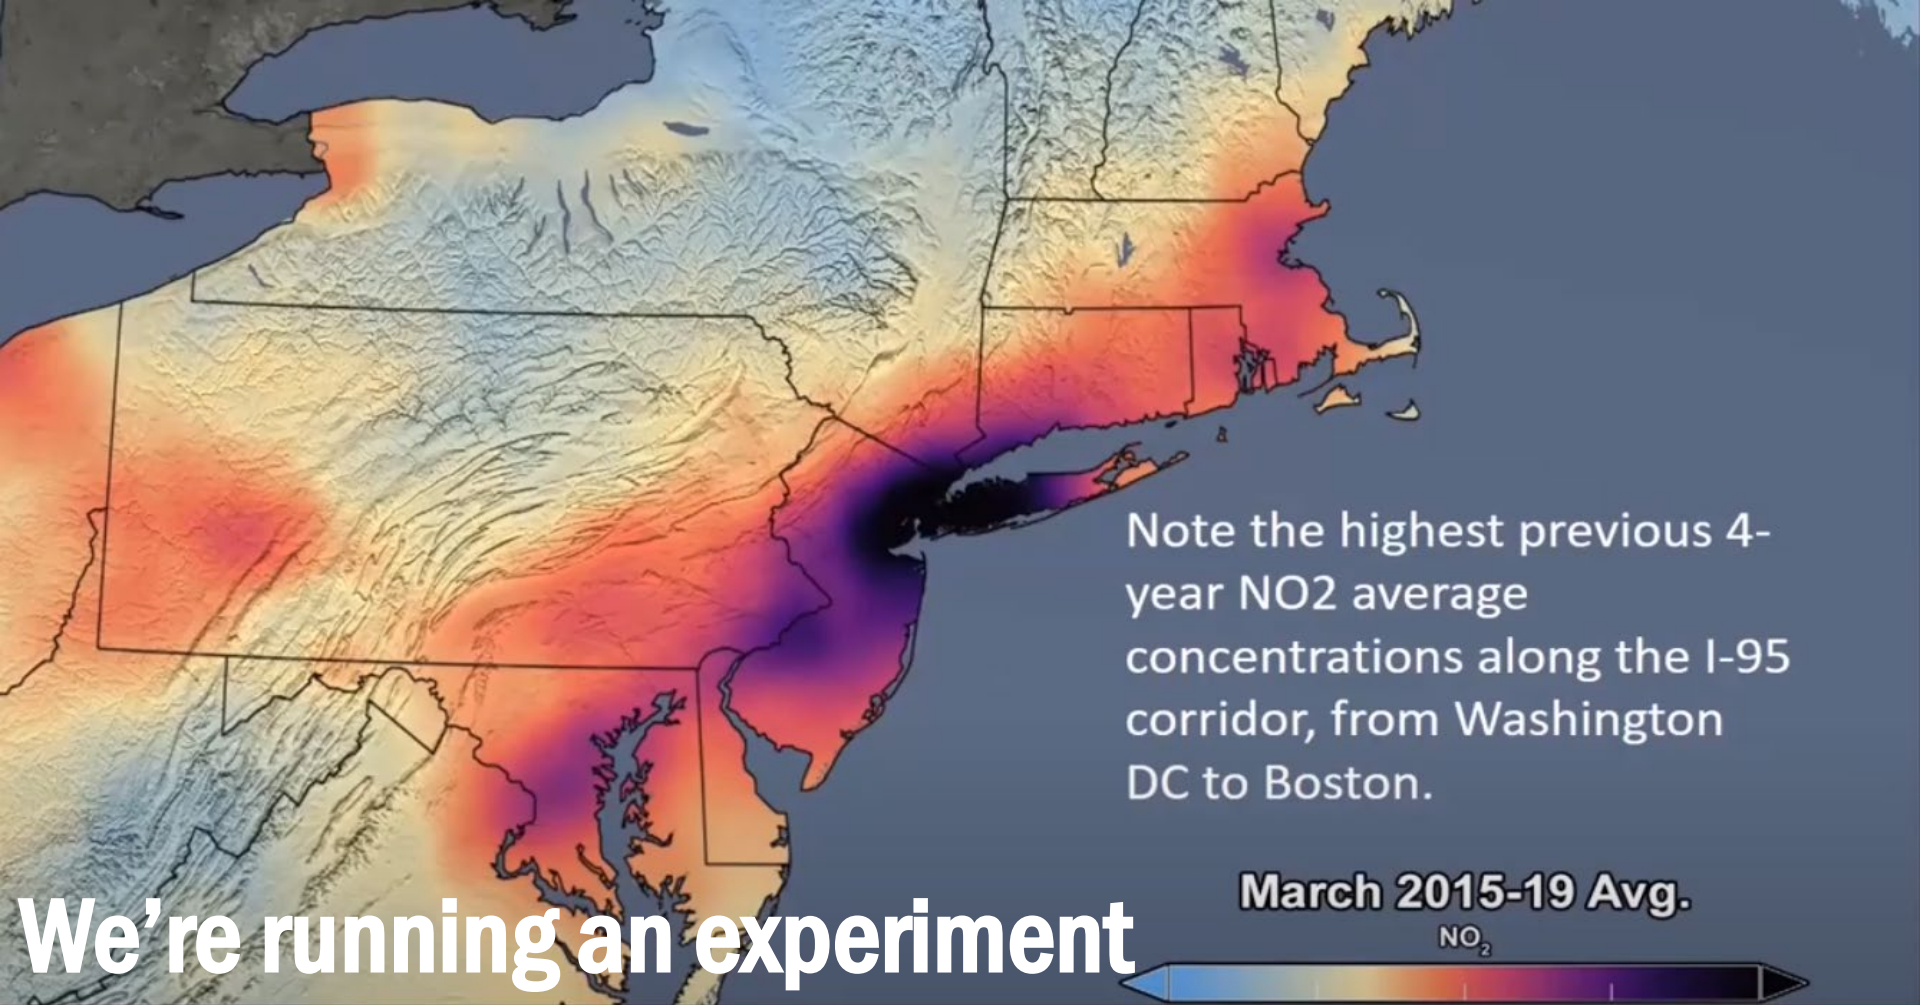 Note the highest previous 4-
year NO2 average
concentrations along the I-95
corridor, from Washington
DC to Boston.
March 2015-19 Avg.
NO₂
We’re running an experiment